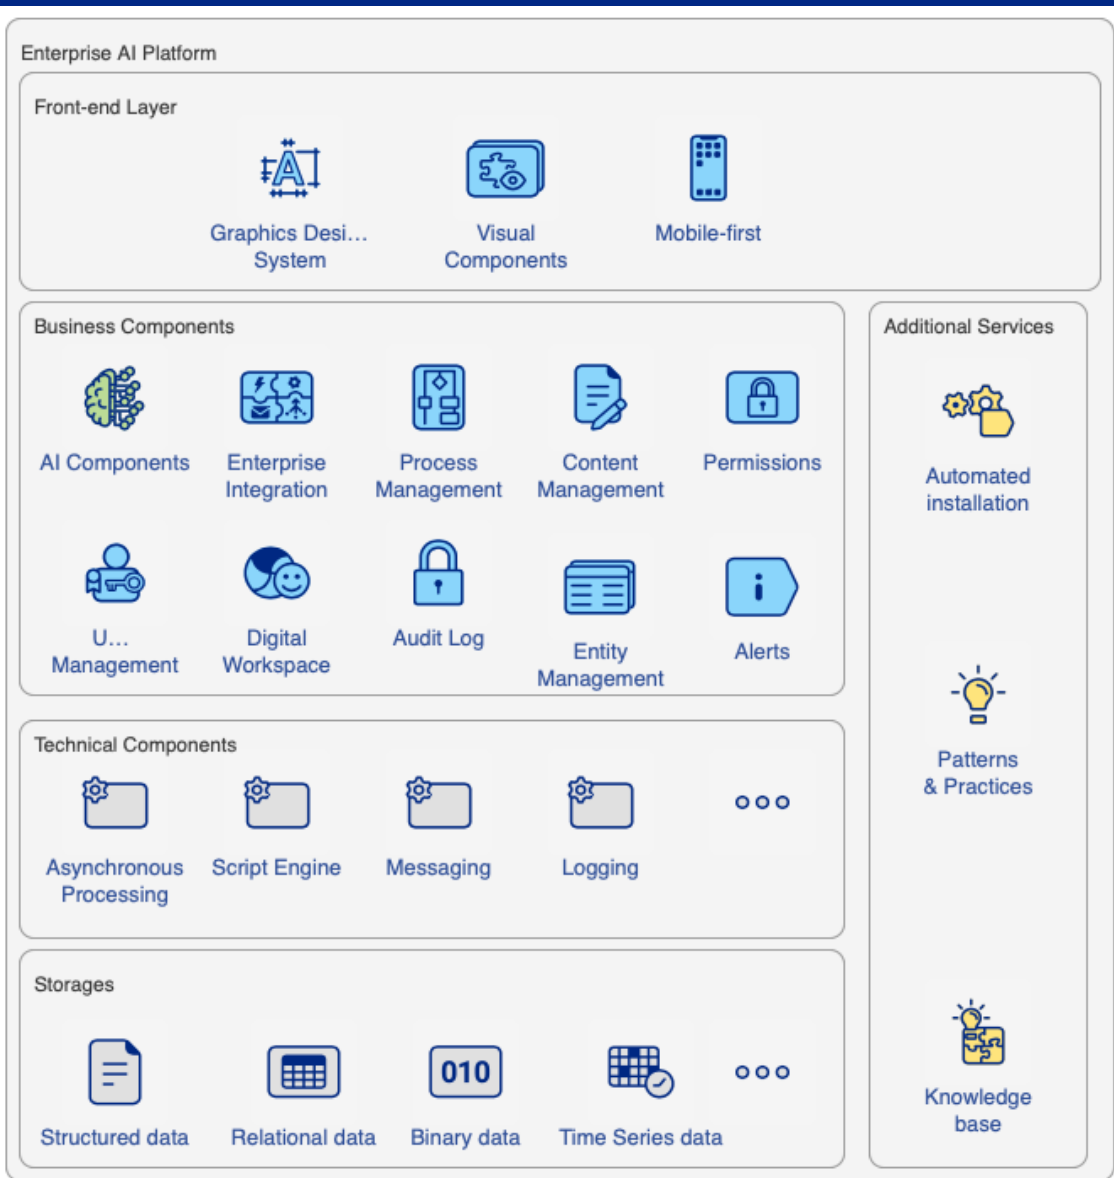 Enterprise AI Platform
Front-end Layer
Graphics Desi...
System
Visual
Components
Mobile-first
Business Components
AI Components
Enterprise
Integration
Process
Management
Content
Management
Permissions
U...
Management
Digital
Workspace
Audit Log
Entity
Management
Alerts
Additional Services
Automated
installation
Patterns
& Practices
Knowledge
base
Technical Components
Asynchronous
Processing
Script Engine
Messaging
Logging
Storages
Structured data
010
Relational data
Binary data
Time Series data